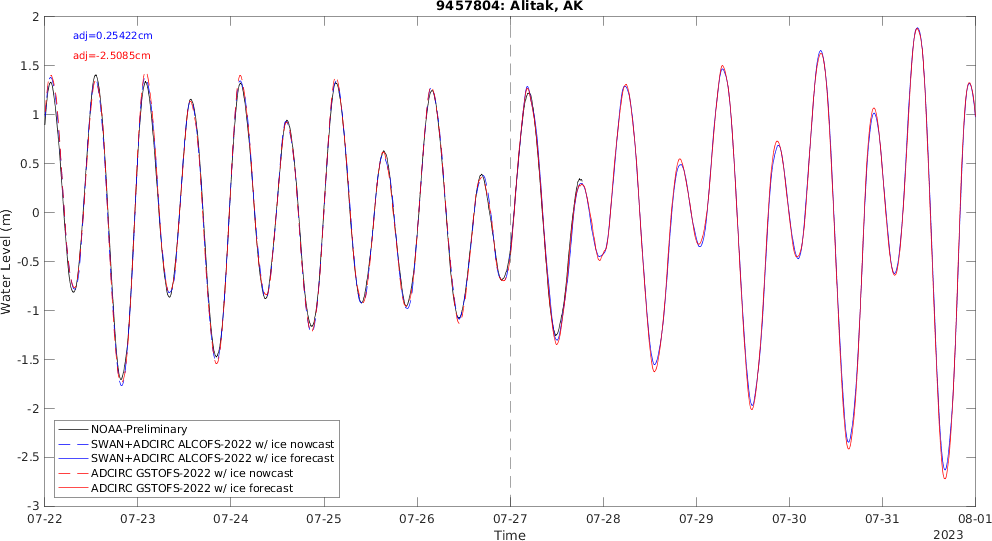 9457804: Alitak, AK
adj=0.25422cm
adj=-2.5085cm
Water Level (m)
2
1.5
1
0.5
0
-0.5
-1
-1.5
-2
-2.5
-3
NOAA-Preliminary
SWAN+ADCIRC ALCOFS-2022 w/ ice nowcast
SWAN+ADCIRC ALCOFS-2022 w/ ice forecast
ADCIRC GSTOFS-2022 w/ ice nowcast
ADCIRC GSTOFS-2022 w/ ice forecast
07-22 07-23 07-24 07-25 07-26 07-27 07-28 07-29 07-30 07-31 08-01
Time
2023